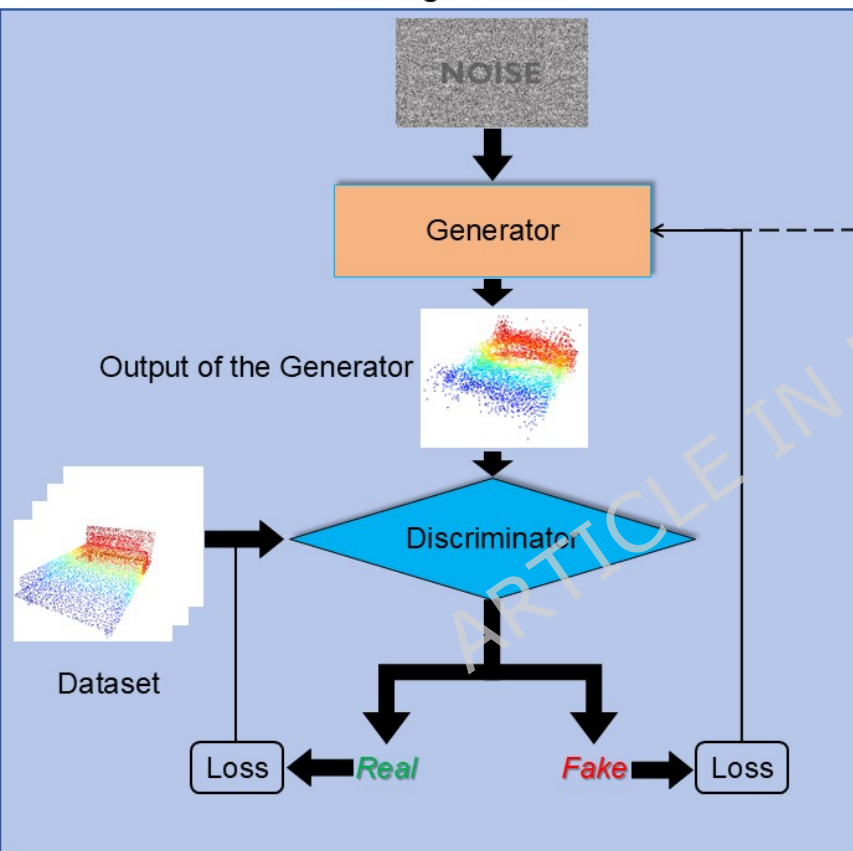 NOISE
Generator
Output of the Generator
Discriminator
Dataset
Loss
Real
Fake
Loss
ARTICLE IN